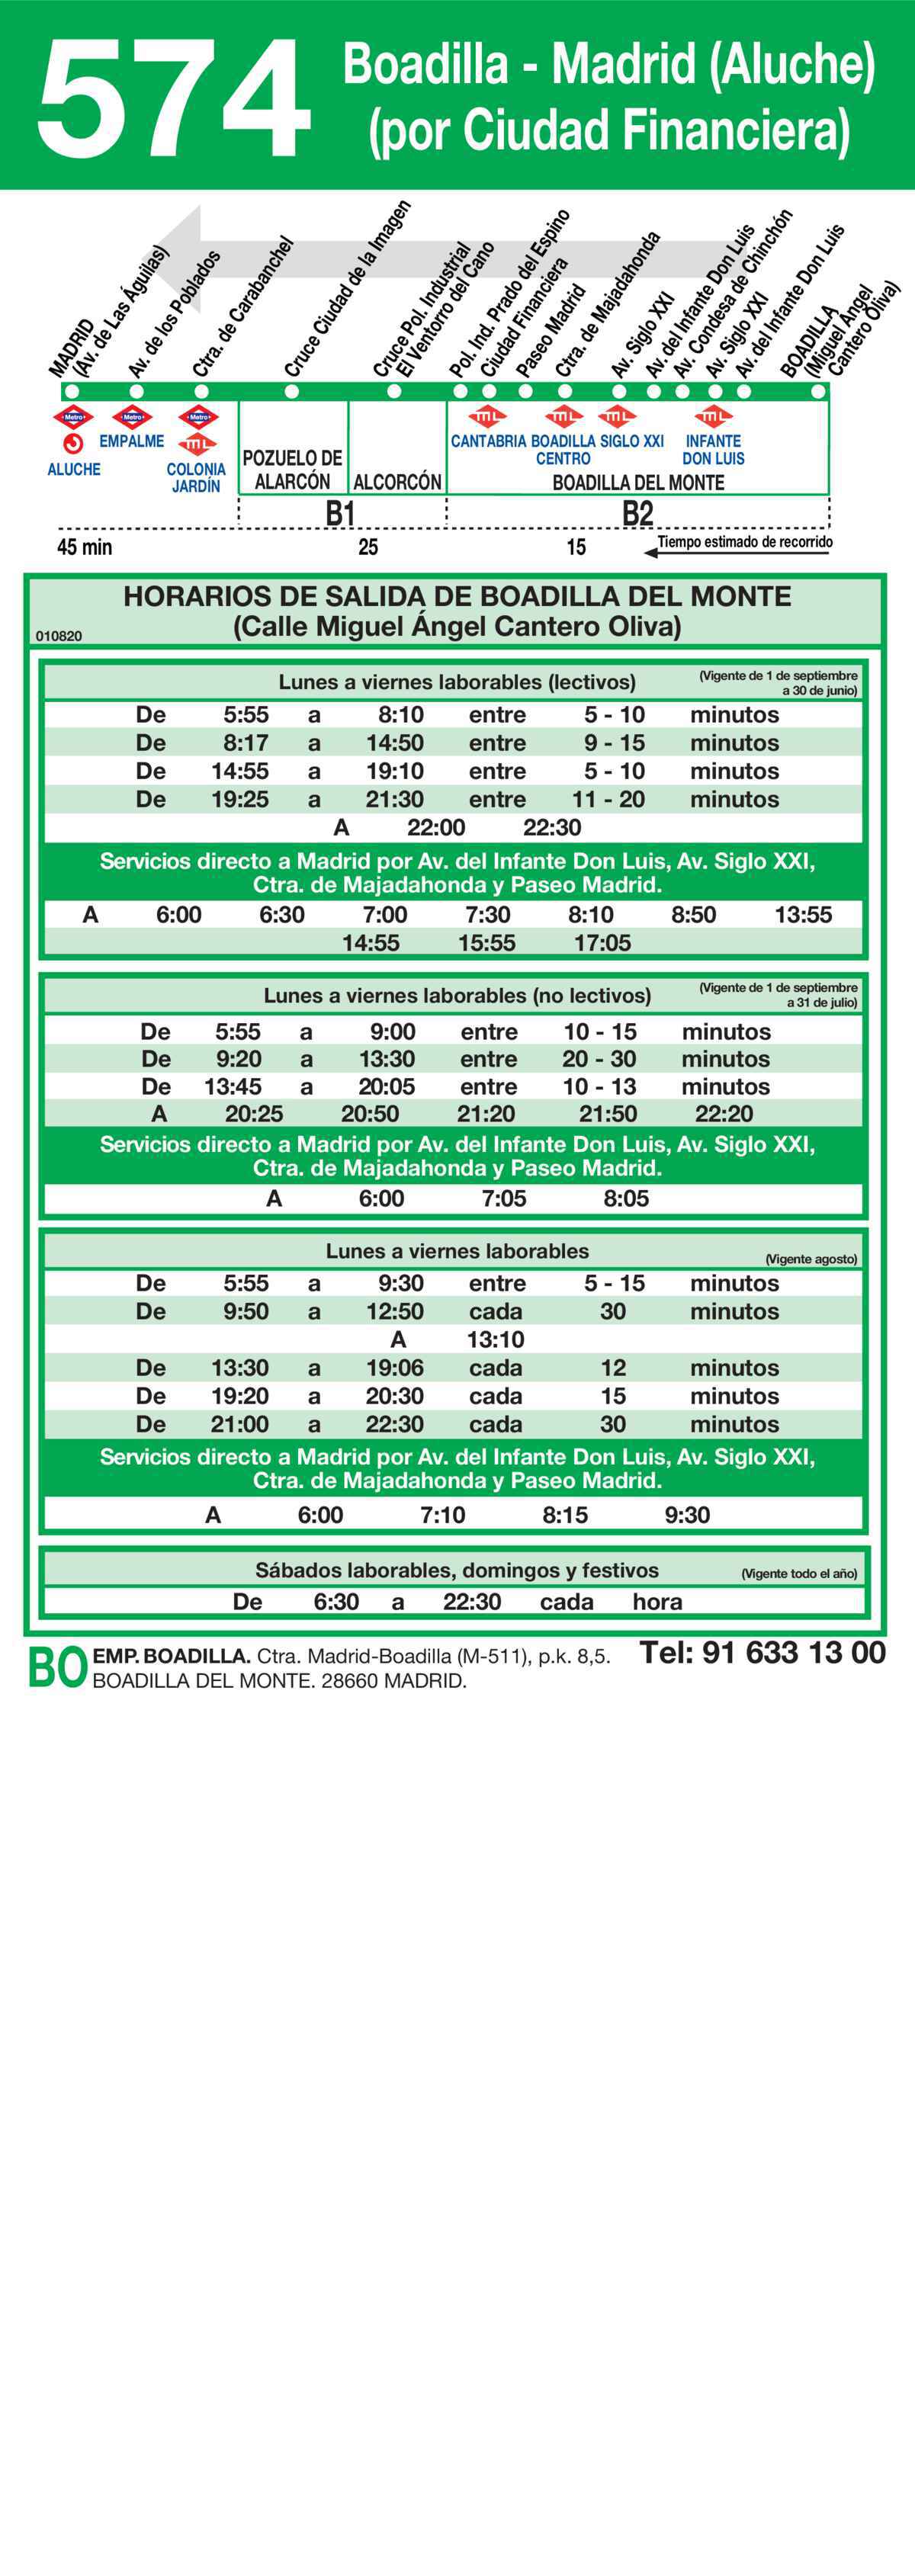 574
Boadilla - Madrid (Aluche)
(por Ciudad Financiera)
MADRID
(Av. de Las Águilas)
Av. de los Poblados
Ctra. de Carabanchel
Cruce Ciudad de la Imagen
Cruce Pol. Industrial
El Ventorro del Cano
Pol. Ind. Prado del Espino
Ciudad Financiera
Paseo Madrid
Ctra. de Majadahonda
Av. Siglo XXI
Av. del Infante Don Luis
Av. Condesa de Chinchón
Av. Siglo XXI
Av. del Infante Don Luis
BOADILLA
(Miguel Ángel
Cantero Oliva)
Metro Metro Metro mL mL mL mL
mL
ALUCHE
EMPALME
COLONIA
JARDÍN
CANTABRIA BOADILLA SIGLO XXI INFANTE
CENTRO DON LUIS
POZUELO DE
ALARCÓN ALCORCÓN BOADILLA DEL MONTE
B1 B2
45 min 25 15 Tiempo estimado de recorrido
HORARIOS DE SALIDA DE BOADILLA DEL MONTE
(Calle Miguel Ángel Cantero Oliva)
010820
Lunes a viernes laborables (lectivos) (Vigente de 1 de septiembre
a 30 de junio)
De 5:55 a 8:10 entre 5 - 10 minutos
De 8:17 a 14:50 entre 9 - 15 minutos
De 14:55 a 19:10 entre 5 - 10 minutos
De 19:25 a 21:30 entre 11 - 20 minutos
A 22:00 22:30
Servicios directo a Madrid por Av. del Infante Don Luis, Av. Siglo XXI,
Ctra. de Majadahonda y Paseo Madrid.
A 6:00 6:30 7:00 7:30 8:10 8:50 13:55
14:55 15:55 17:05
Lunes a viernes laborables (no lectivos) (Vigente de 1 de septiembre
a 31 de julio)
De 5:55 a 9:00 entre 10 - 15 minutos
De 9:20 a 13:30 entre 20 - 30 minutos
De 13:45 a 20:05 entre 10 - 13 minutos
A 20:25 20:50 21:20 21:50 22:20
Servicios directo a Madrid por Av. del Infante Don Luis, Av. Siglo XXI,
Ctra. de Majadahonda y Paseo Madrid.
A 6:00 7:05 8:05
Lunes a viernes laborables (Vigente agosto)
De 5:55 a 9:30 entre 5 - 15 minutos
De 9:50 a 12:50 cada 30 minutos
A 13:10
De 13:30 a 19:06 cada 12 minutos
De 19:20 a 20:30 cada 15 minutos
De 21:00 a 22:30 cada 30 minutos
Servicios directo a Madrid por Av. del Infante Don Luis, Av. Siglo XXI,
Ctra. de Majadahonda y Paseo Madrid.
A 6:00 7:10 8:15 9:30
Sábados laborables, domingos y festivos (Vigente todo el año)
De 6:30 a 22:30 cada hora
BO EMP. BOADILLA. Ctra. Madrid-Boadilla (M-511), p.k. 8,5. Tel: 91 633 13 00
BOADILLA DEL MONTE. 28660 MADRID.